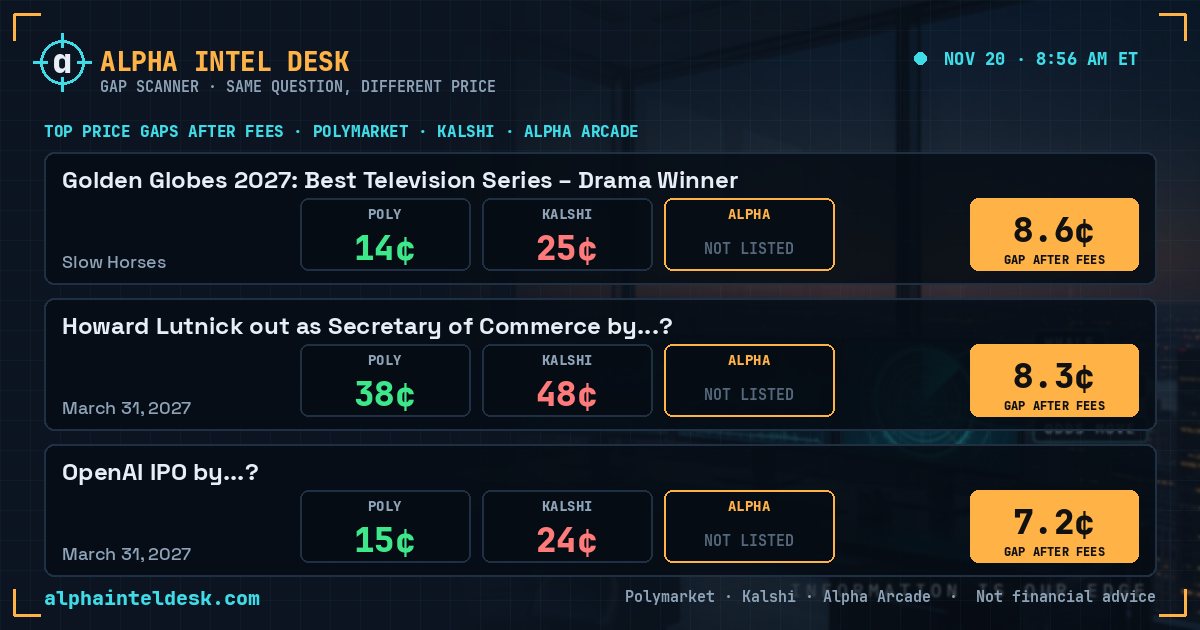 α
ALPHA INTEL DESK
NOV 20 · 8:56 AM ET
GAP SCANNER · SAME QUESTION, DIFFERENT PRICE
TOP PRICE GAPS AFTER FEES · POLYMARKET · KALSHI · ALPHA ARCADE
Golden Globes 2027: Best Television Series – Drama Winner
Slow Horses
POLY
14¢
KALSHI
25¢
ALPHA
NOT LISTED
8.6¢
GAP AFTER FEES
Howard Lutnick out as Secretary of Commerce by...?
March 31, 2027
POLY
38¢
KALSHI
48¢
ALPHA
NOT LISTED
8.3¢
GAP AFTER FEES
OpenAI IPO by...?
March 31, 2027
POLY
15¢
KALSHI
24¢
ALPHA
NOT LISTED
7.2¢
GAP AFTER FEES
INFORMATION IS OUR EDGE
alphainteldesk.com
Polymarket · Kalshi · Alpha Arcade · Not financial advice